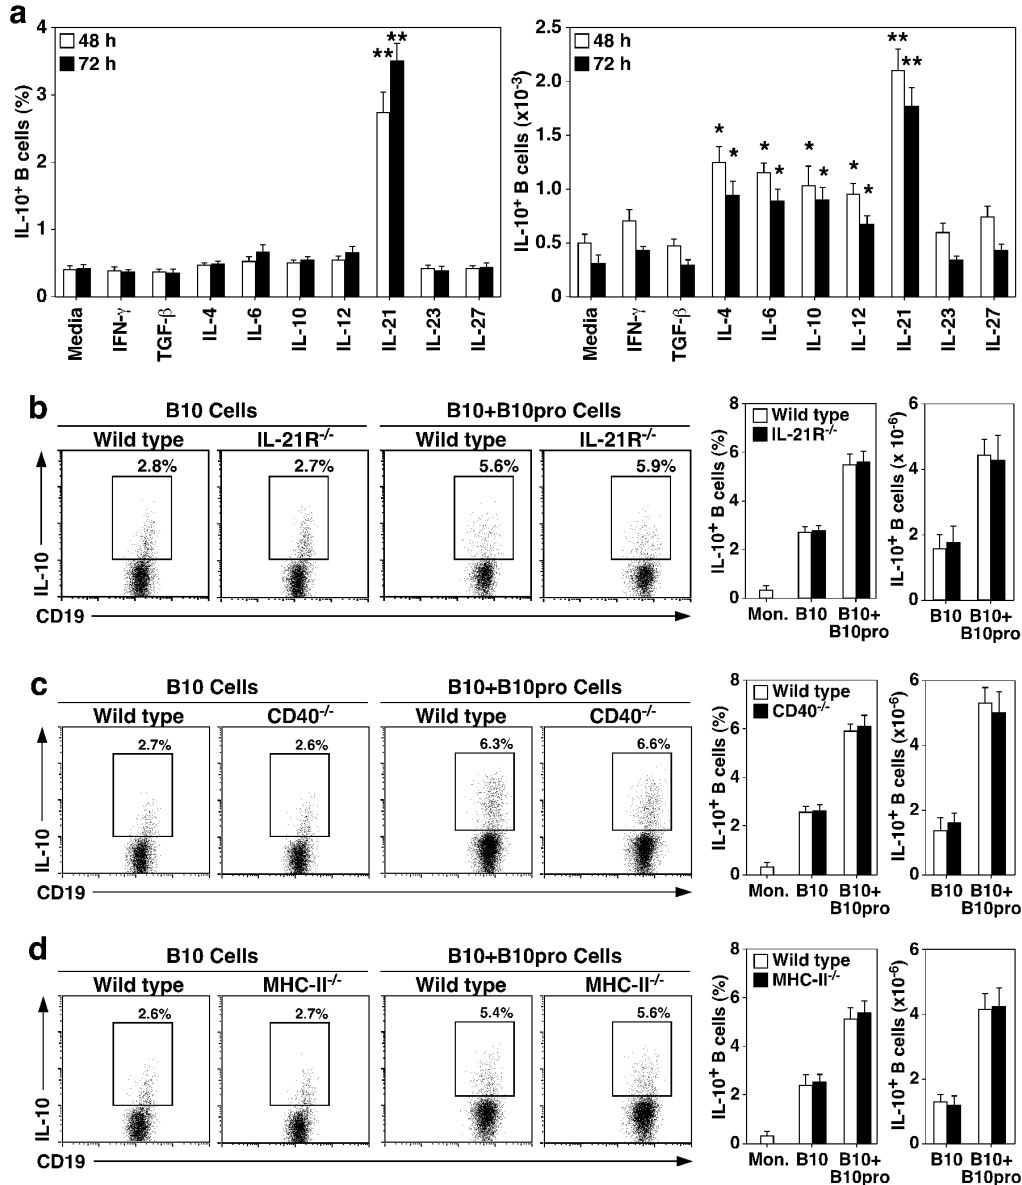 a
IL-10⁺ B cells (%)
4
3
2
1
0
48 h
72 h
**
**
Media
IFN-γ
TGF-β
IL-4
IL-6
IL-10
IL-12
IL-21
IL-23
IL-27
IL-10⁺ B cells (x10⁻³)
2.5
2.0
1.5
1.0
0.5
0
48 h
72 h
*
*
*
*
*
*
*
*
**
**
Media
IFN-γ
TGF-β
IL-4
IL-6
IL-10
IL-12
IL-21
IL-23
IL-27
b
B10 Cells
B10+B10pro Cells
Wild type
IL-21R⁻/⁻
Wild type
IL-21R⁻/⁻
2.8%
2.7%
5.6%
5.9%
IL-10
CD19
IL-10⁺ B cells (%)
8
6
4
2
0
Wild type
IL-21R⁻/⁻
Mon.
B10
B10+
B10pro
IL-10⁺ B cells (x 10⁻⁶)
6
4
2
0
B10
B10+
B10pro
c
B10 Cells
B10+B10pro Cells
Wild type
CD40⁻/⁻
Wild type
CD40⁻/⁻
2.7%
2.6%
6.3%
6.6%
IL-10
CD19
IL-10⁺ B cells (%)
8
6
4
2
0
Wild type
CD40⁻/⁻
Mon.
B10
B10+
B10pro
IL-10⁺ B cells (x10⁻⁶)
6
4
2
0
B10
B10+
B10pro
d
B10 Cells
B10+B10pro Cells
Wild type
MHC-II⁻/⁻
Wild type
MHC-II⁻/⁻
2.6%
2.7%
5.4%
5.6%
IL-10
CD19
IL-10⁺ B cells (%)
8
6
4
2
0
Wild type
MHC-II⁻/⁻
Mon.
B10
B10+
B10pro
IL-10⁺ B cells (x10⁻⁶)
6
4
2
0
B10
B10+
B10pro